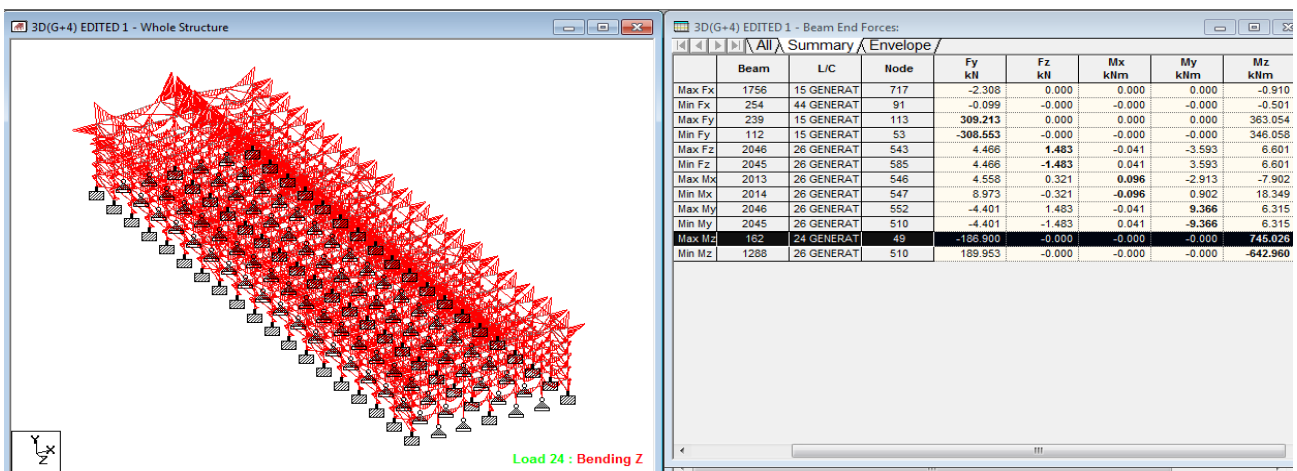 3D(G+4) EDITED 1 - Whole Structure
Load 24 : Bending Z
Y
X
Z
3D(G+4) EDITED 1 - Beam End Forces:
All Summary Envelope
Beam L/C Node Fy kN Fz kN Mx kNm My kNm Mz kNm
Max Fx 1756 15 GENERAT 717 -2.308 0.000 0.000 0.000 -0.910
Min Fx 254 44 GENERAT 91 -0.099 -0.000 -0.000 -0.000 -0.501
Max Fy 239 15 GENERAT 113 309.213 0.000 0.000 0.000 363.054
Min Fy 112 15 GENERAT 53 -308.553 -0.000 -0.000 -0.000 346.058
Max Fz 2046 26 GENERAT 543 4.466 1.483 -0.041 -3.593 6.601
Min Fz 2045 26 GENERAT 585 4.466 -1.483 0.041 3.593 6.601
Max Mx 2013 26 GENERAT 546 4.558 0.321 0.096 -2.913 -7.902
Min Mx 2014 26 GENERAT 547 8.973 -0.321 -0.096 0.902 18.349
Max My 2046 26 GENERAT 552 -4.401 1.483 -0.041 9.366 6.315
Min My 2045 26 GENERAT 510 -4.401 -1.483 0.041 -9.366 6.315
Max Mz 162 24 GENERAT 49 -186.900 -0.000 -0.000 -0.000 745.026
Min Mz 1288 26 GENERAT 510 189.953 -0.000 -0.000 -0.000 -642.960